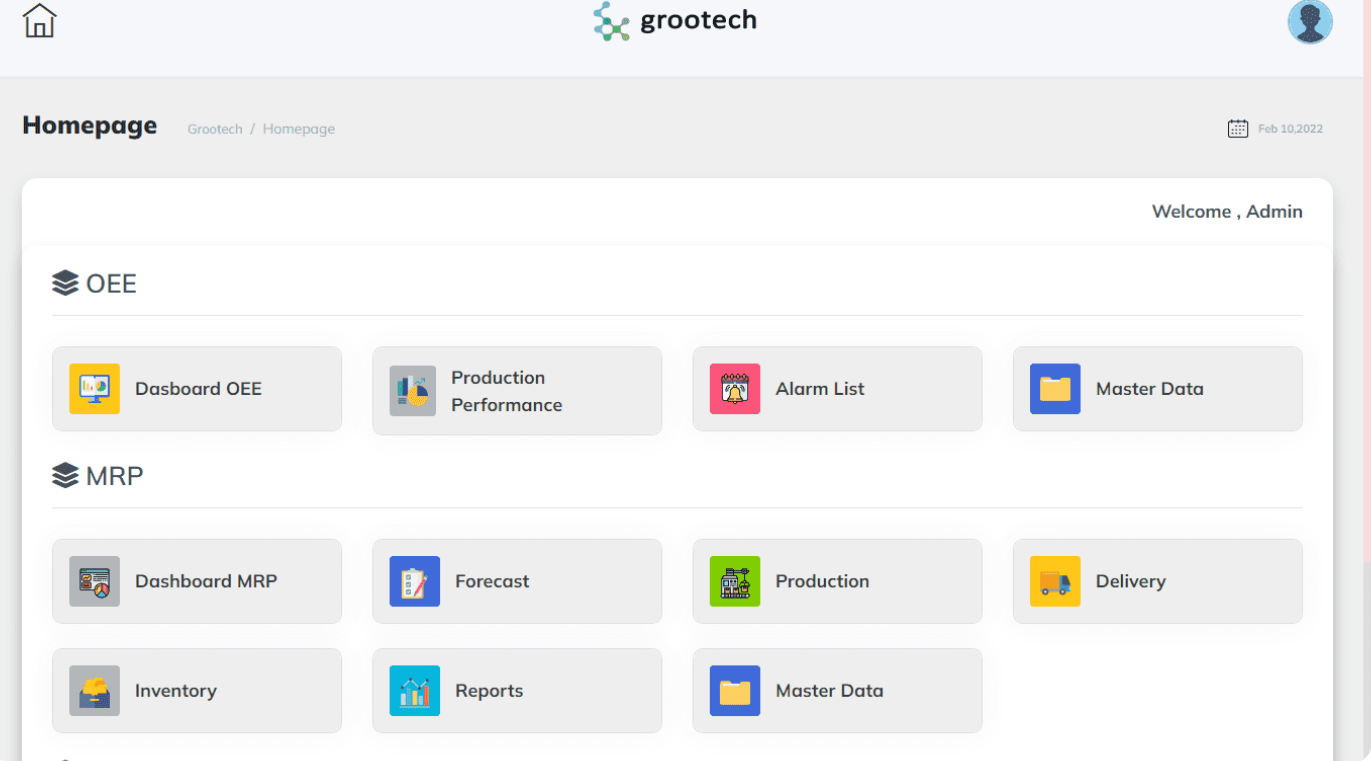 grootech
Homepage
Grootech / Homepage
Feb 10,2022
Welcome , Admin
OEE
Dasboard OEE
Production
Performance
Alarm List
Master Data
MRP
Dashboard MRP
Forecast
Production
Delivery
Inventory
Reports
Master Data